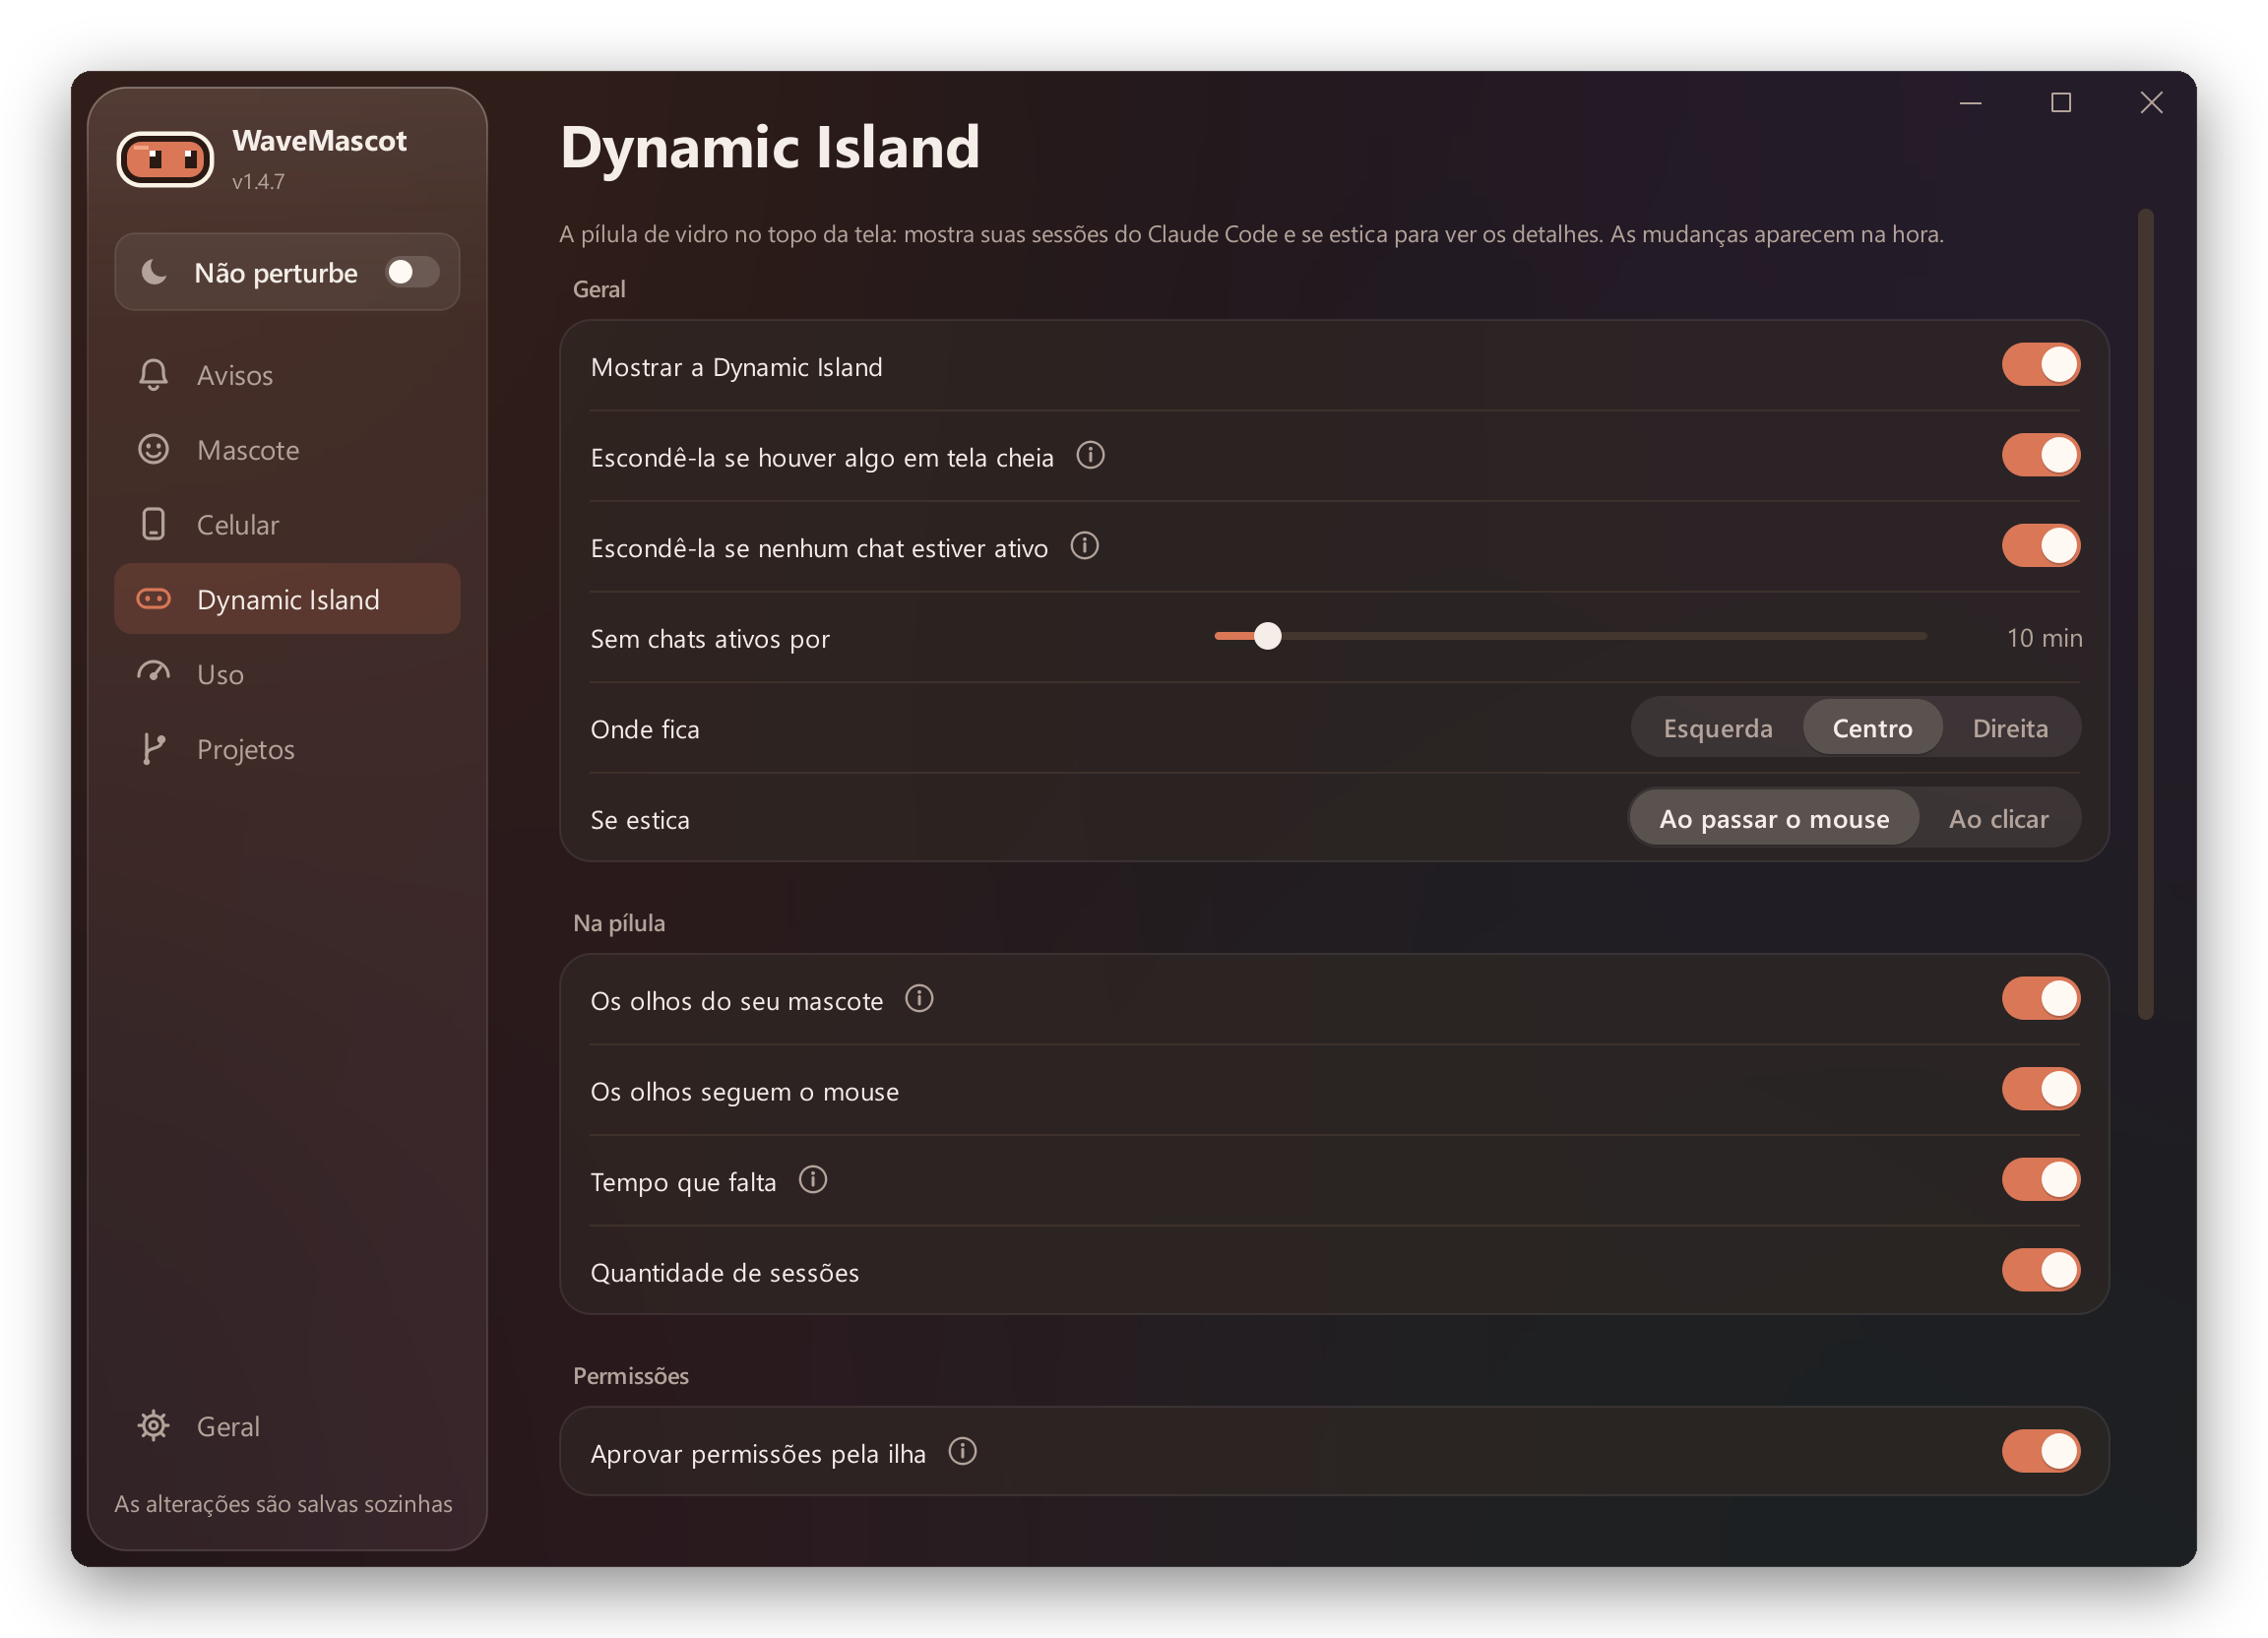 WaveMascot
v1.4.7
Não perturbe
Avisos
Mascote
Celular
Dynamic Island
Uso
Projetos
Geral
As alterações são salvas sozinhas
Dynamic Island
A pílula de vidro no topo da tela: mostra suas sessões do Claude Code e se estica para ver os detalhes. As mudanças aparecem na hora.
Geral
Mostrar a Dynamic Island
Escondê-la se houver algo em tela cheia
Escondê-la se nenhum chat estiver ativo
Sem chats ativos por 10 min
Onde fica Esquerda Centro Direita
Se estica Ao passar o mouse Ao clicar
Na pílula
Os olhos do seu mascote
Os olhos seguem o mouse
Tempo que falta
Quantidade de sessões
Permissões
Aprovar permissões pela ilha